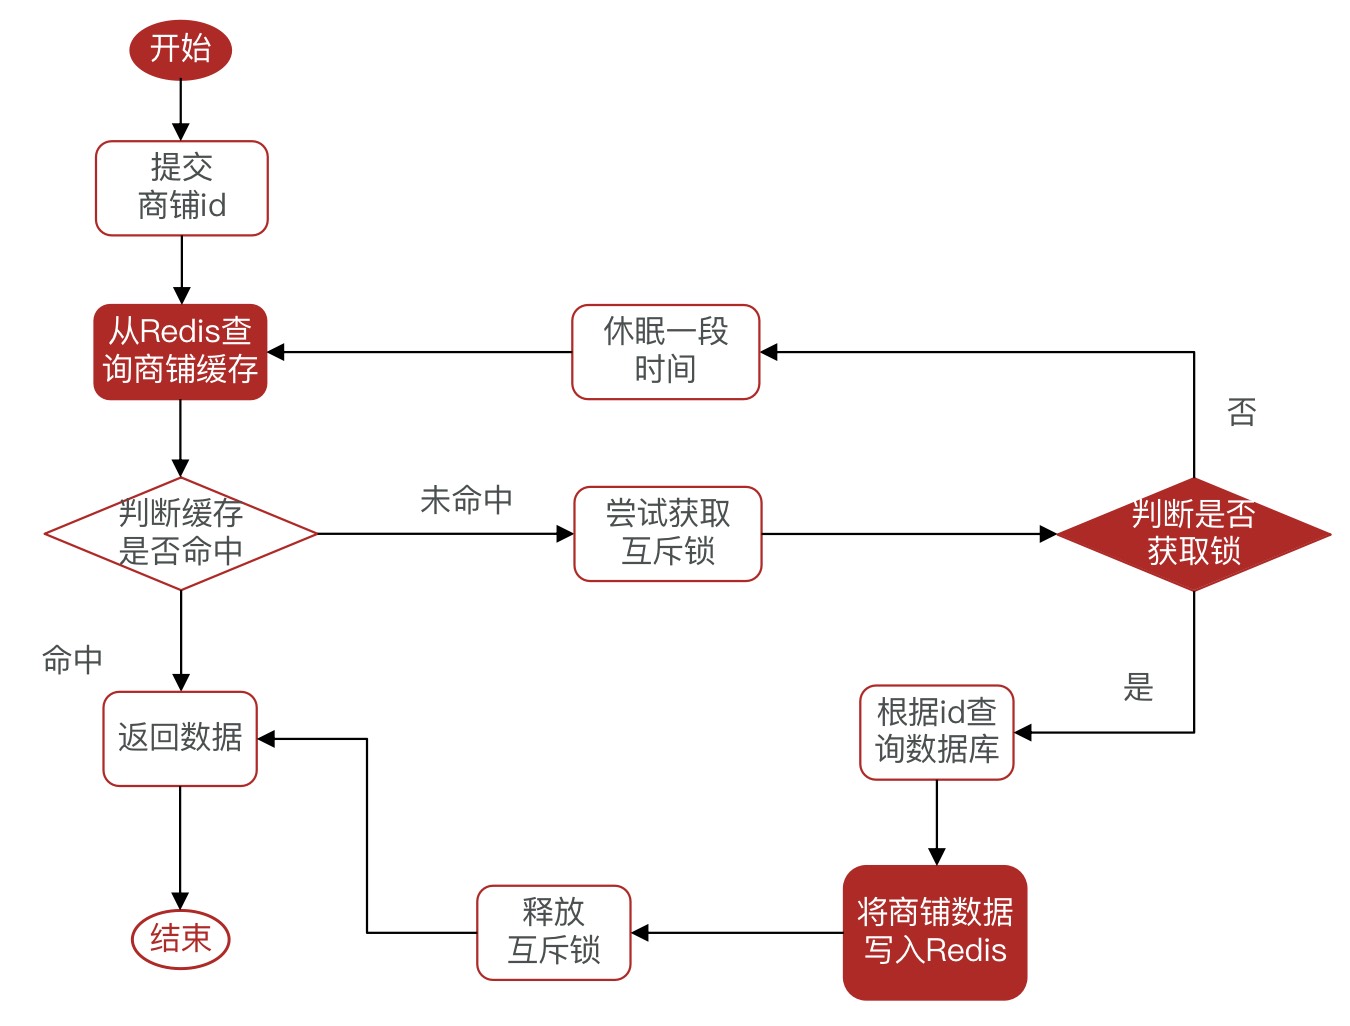 开始
提交
商铺id
从Redis查
询商铺缓存
休眠一段
时间
否
判断缓存
是否命中
未命中
尝试获取
互斥锁
判断是否
获取锁
命中
是
返回数据
根据id查
询数据库
将商铺数据
写入Redis
释放
互斥锁
结束